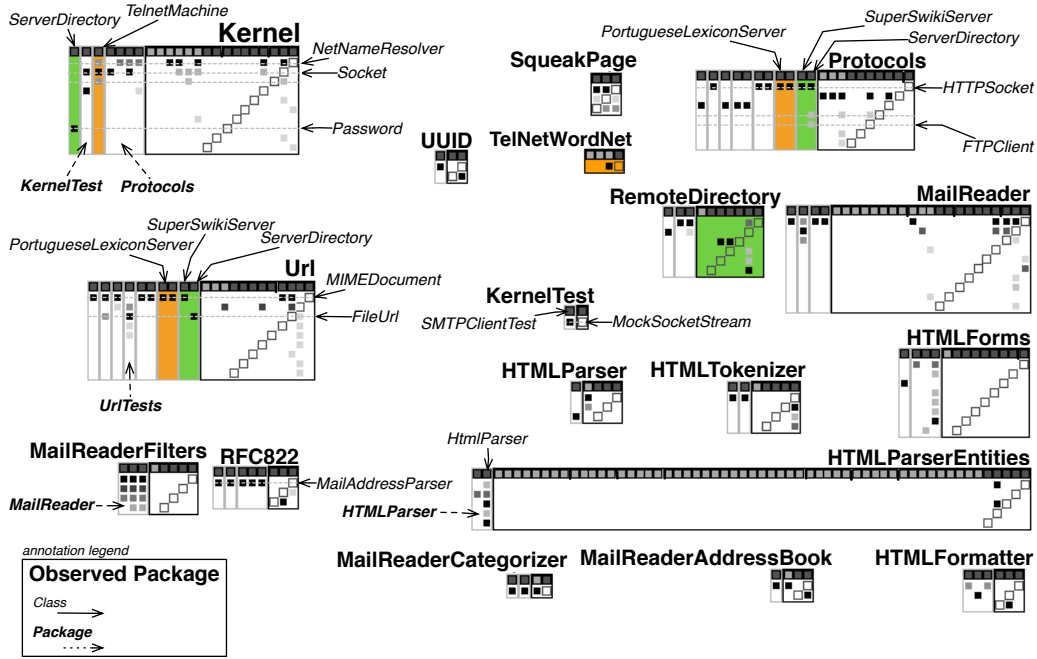 ServerDirectory
TelnetMachine
Kernel
NetNameResolver
Socket
Password
KernelTest
Protocols
SqueakPage
UUID
TelNetWordNet
PortugueseLexiconServer
SuperSwikiServer
ServerDirectory
Protocols
HTTPSocket
FTPClient
RemoteDirectory
MailReader
SuperSwikiServer
PortugueseLexiconServer
ServerDirectory
Url
MIMEDocument
FileUrl
UrlTests
KernelTest
SMTPClientTest
MockSocketStream
HTMLForms
HTMLParser
HTMLTokenizer
MailReaderFilters
RFC822
MailReader
MailAddressParser
HtmlParser
HTMLParserEntities
HTMLParser
annotation legend
Observed Package
Class
Package
MailReaderCategorizer
MailReaderAddressBook
HTMLFormatter